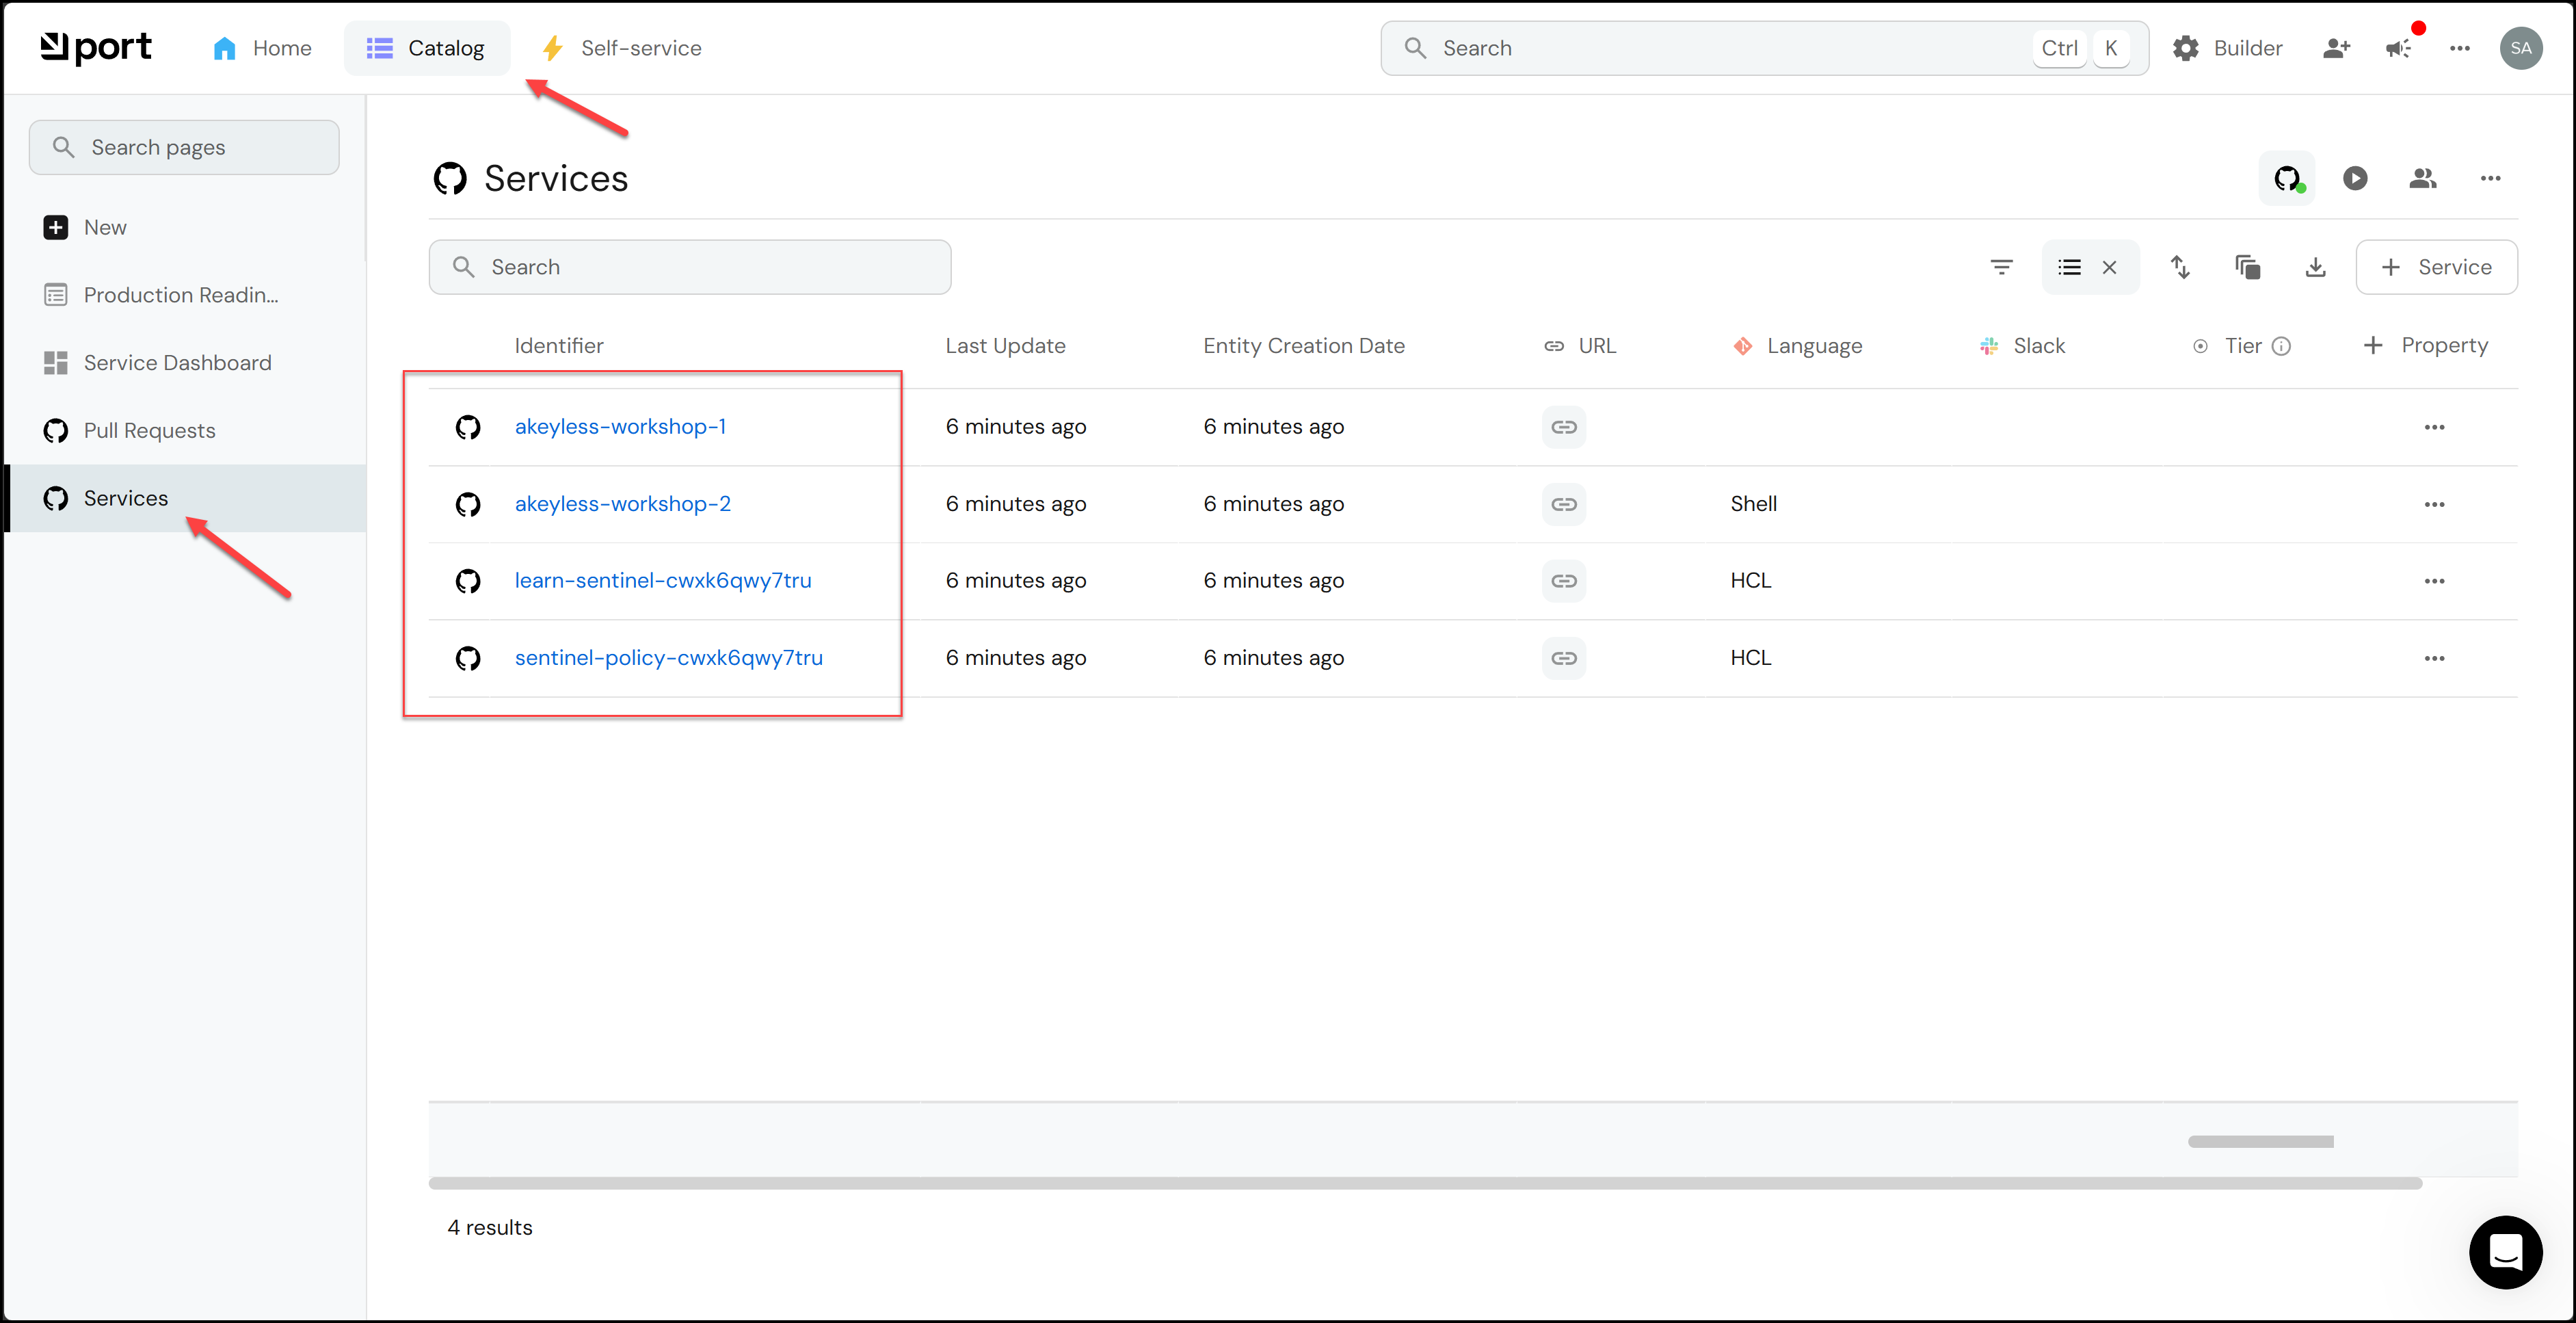 port
Home
Catalog
Self-service
Search
Ctrl
K
Builder
SA
Search pages
New
Production Readin...
Service Dashboard
Pull Requests
Services
Services
Search
Service
Identifier
Last Update
Entity Creation Date
URL
Language
Slack
Tier
Property
akeyless-workshop-1
6 minutes ago
6 minutes ago
akeyless-workshop-2
6 minutes ago
6 minutes ago
Shell
learn-sentinel-cwxk6qwy7tru
6 minutes ago
6 minutes ago
HCL
sentinel-policy-cwxk6qwy7tru
6 minutes ago
6 minutes ago
HCL
4 results